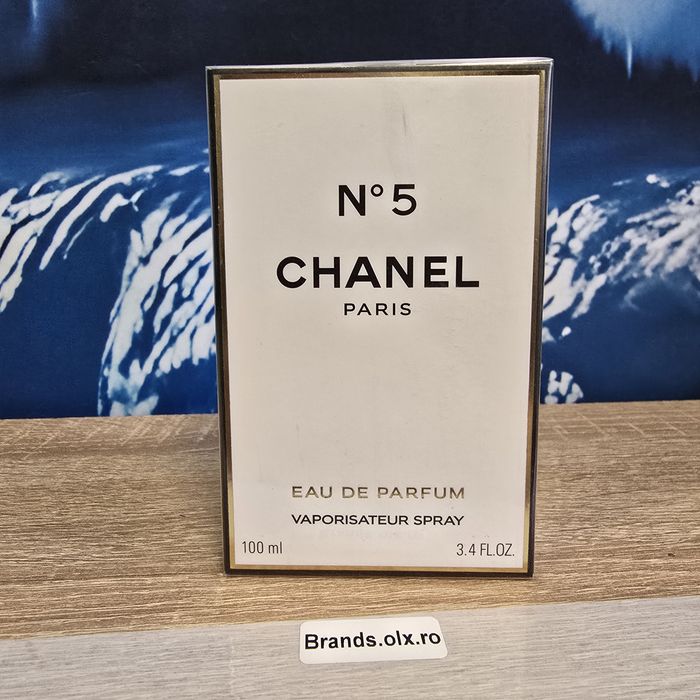 N°5
CHANEL
PARIS
EAU DE PARFUM
VAPORISATEUR SPRAY
100 ml 3.4 FL.OZ.
Brands.olx.ro